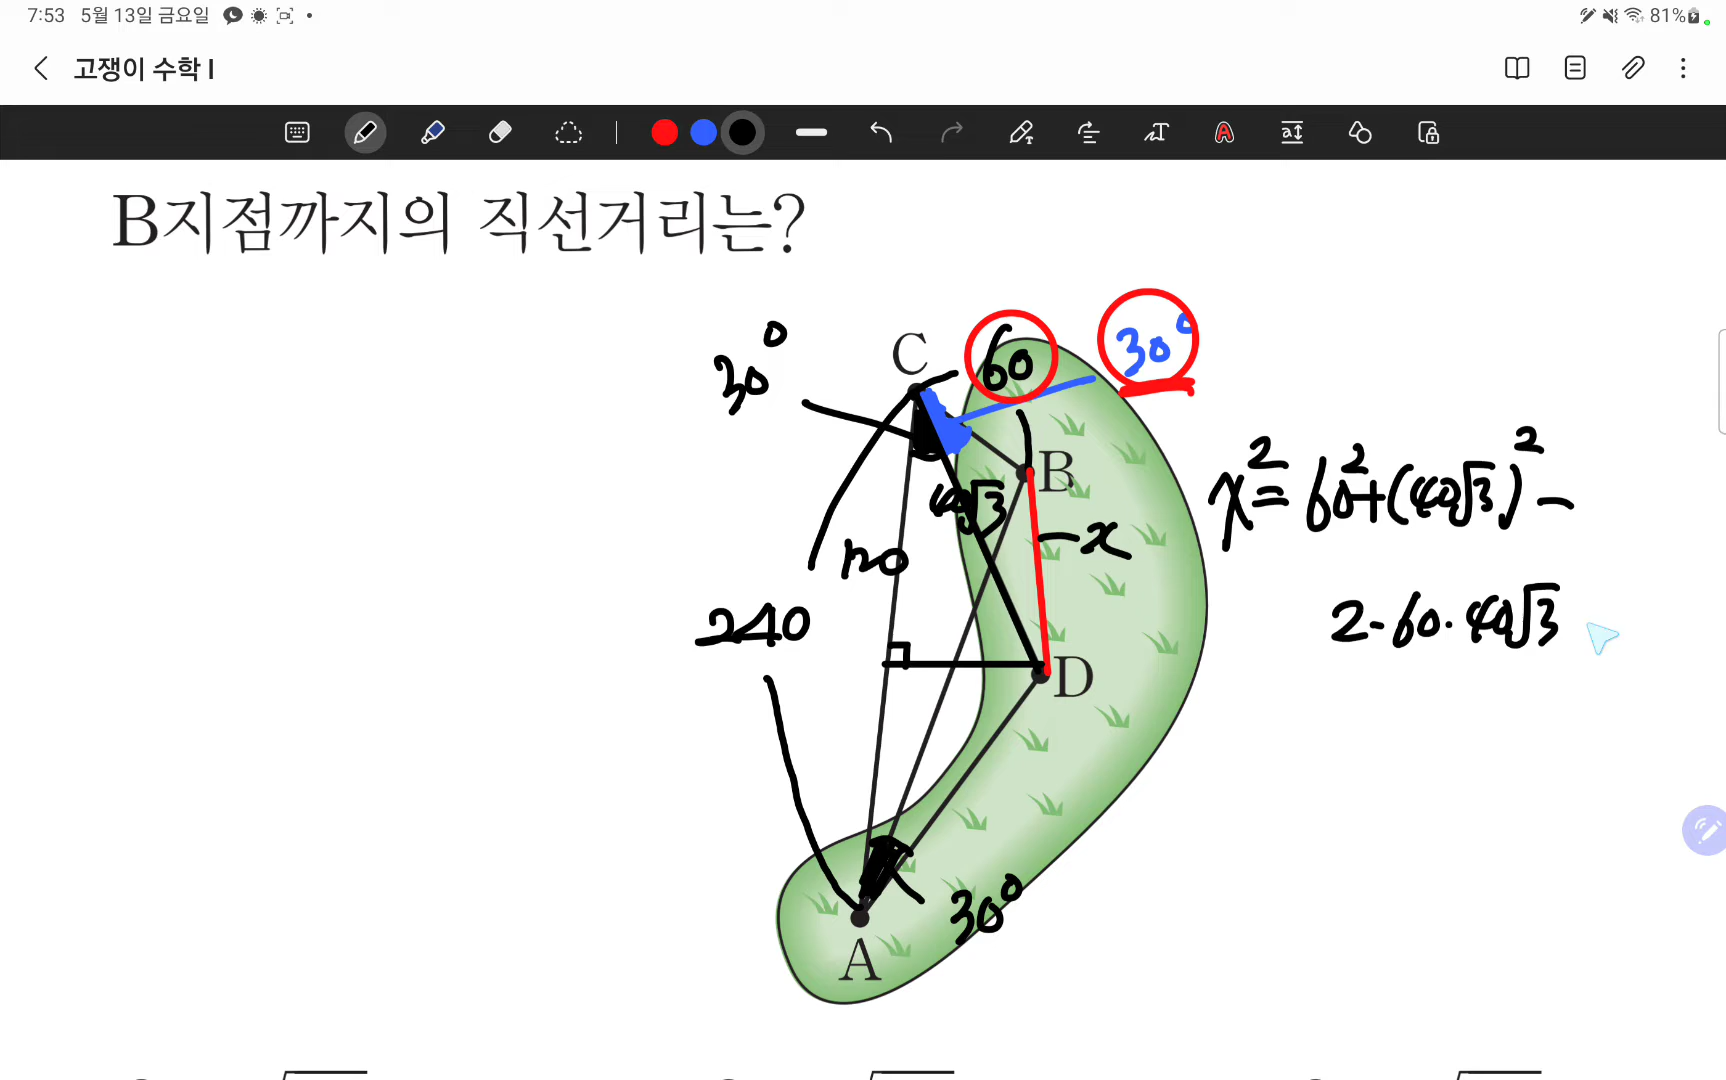 7:53 5월 13일 금요일 81%
고쟁이 수학 I
B지점까지의 직선거리는?
30° C 60 30°
B
40√3
x² = 60² + (40√3)² −
120 − x
240
2·60·40√3
D
30°
A